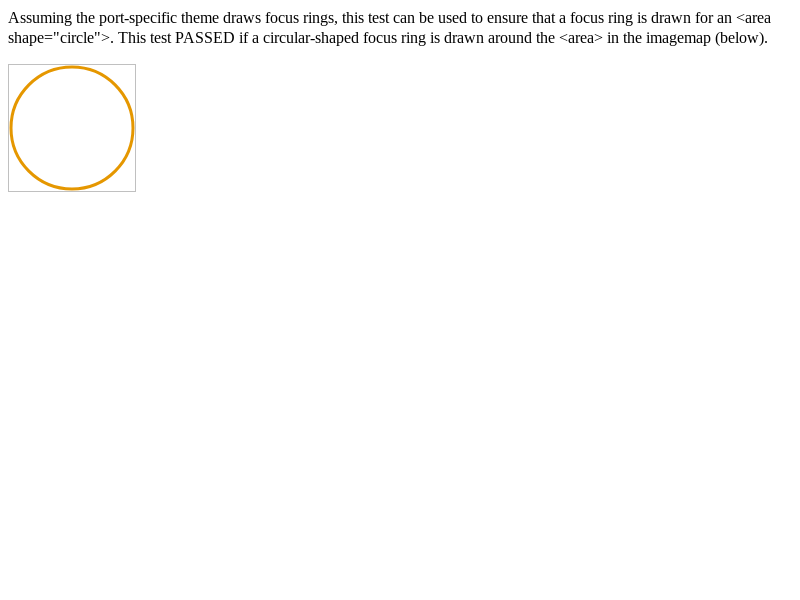 Assuming the port-specific theme draws focus rings, this test can be used to ensure that a focus ring is drawn for an <area
shape="circle">. This test PASSED if a circular-shaped focus ring is drawn around the <area> in the imagemap (below).